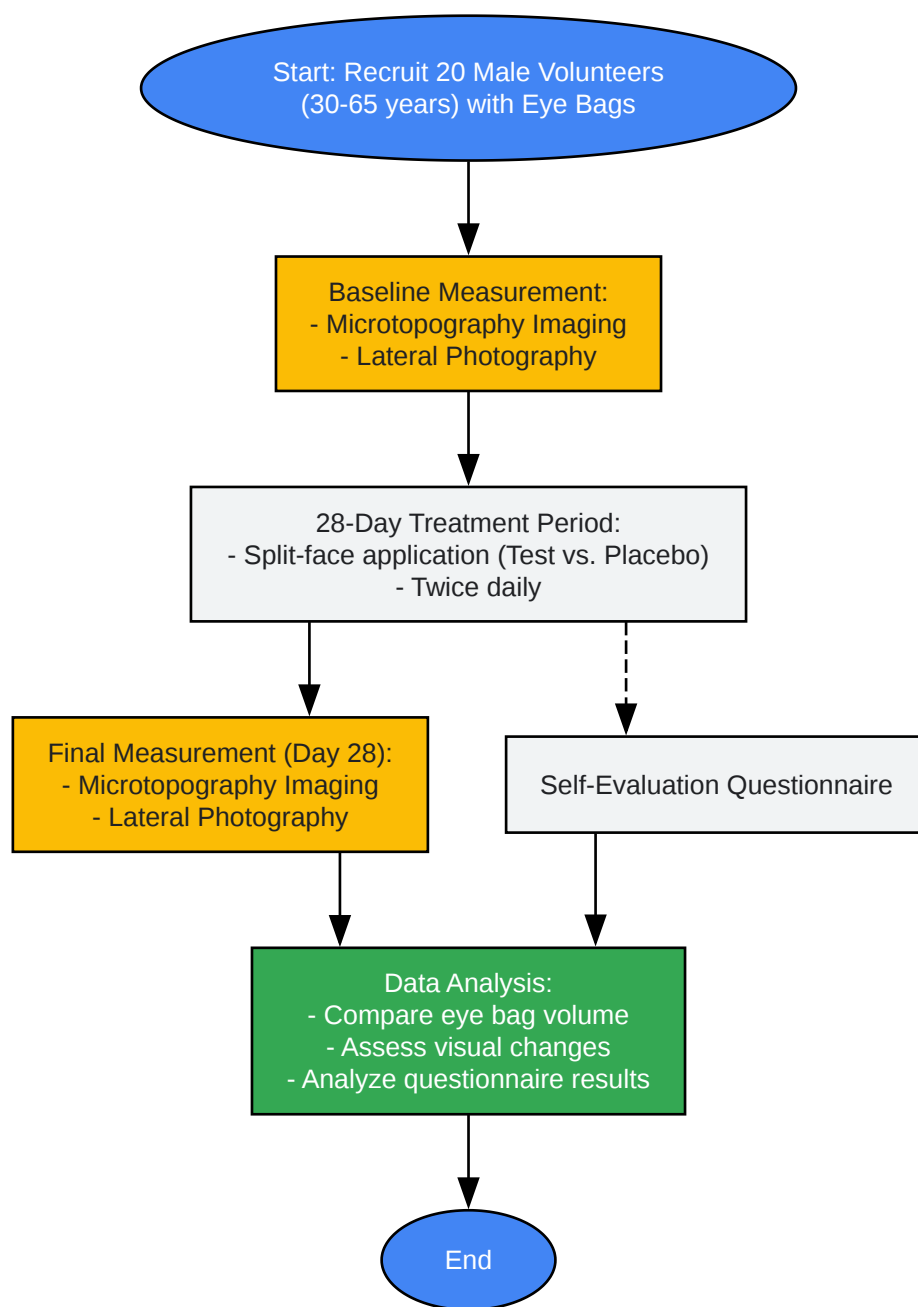 Start: Recruit 20 Male Volunteers
(30-65 years) with Eye Bags
Baseline Measurement:
- Microtopography Imaging
- Lateral Photography
28-Day Treatment Period:
- Split-face application (Test vs. Placebo)
- Twice daily
Final Measurement (Day 28):
- Microtopography Imaging
- Lateral Photography
Self-Evaluation Questionnaire
Data Analysis:
- Compare eye bag volume
- Assess visual changes
- Analyze questionnaire results
End